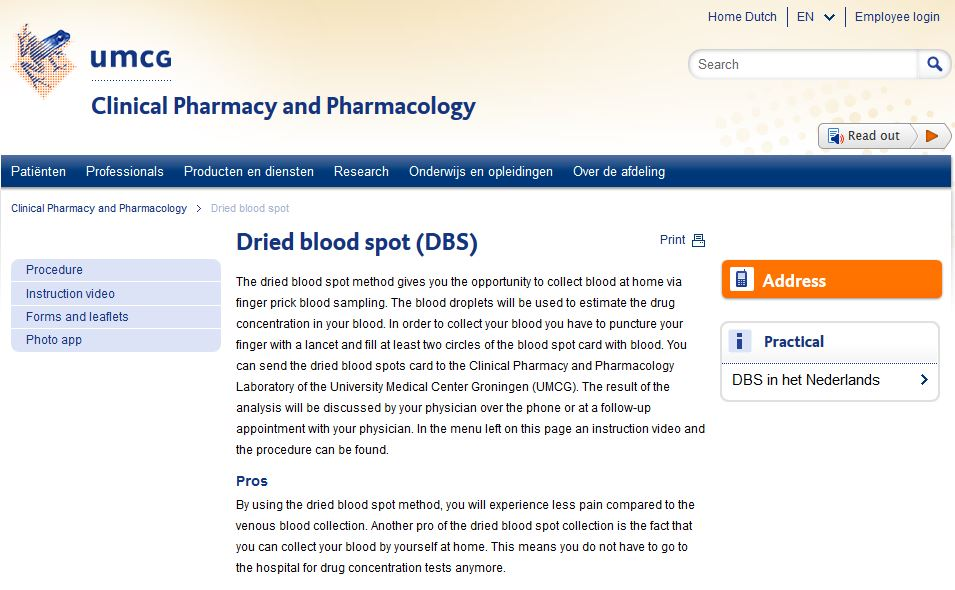 Home Dutch
EN
Employee login
umcg
Search
Clinical Pharmacy and Pharmacology
Read out
Patiënten Professionals Producten en diensten Research Onderwijs en opleidingen Over de afdeling
Clinical Pharmacy and Pharmacology > Dried blood spot
Procedure
Instruction video
Forms and leaflets
Photo app
Dried blood spot (DBS)
Print
The dried blood spot method gives you the opportunity to collect blood at home via
finger prick blood sampling. The blood droplets will be used to estimate the drug
concentration in your blood. In order to collect your blood you have to puncture your
finger with a lancet and fill at least two circles of the blood spot card with blood. You
can send the dried blood spots card to the Clinical Pharmacy and Pharmacology
Laboratory of the University Medical Center Groningen (UMCG). The result of the
analysis will be discussed by your physician over the phone or at a follow-up
appointment with your physician. In the menu left on this page an instruction video and
the procedure can be found.
Pros
By using the dried blood spot method, you will experience less pain compared to the
venous blood collection. Another pro of the dried blood spot collection is the fact that
you can collect your blood by yourself at home. This means you do not have to go to
the hospital for drug concentration tests anymore.
Address
Practical
DBS in het Nederlands